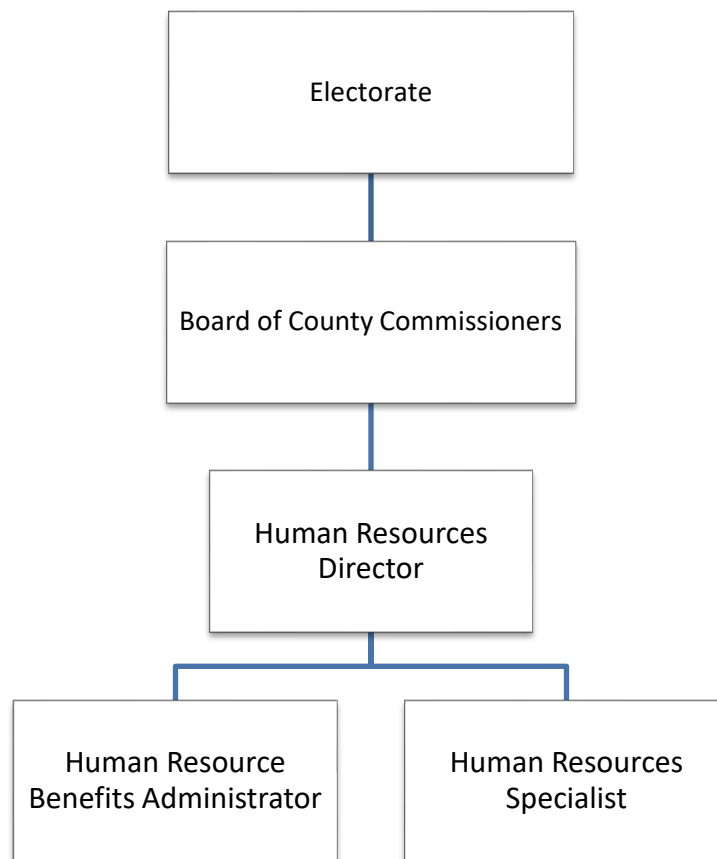 Electorate
Board of County Commissioners
Human Resources
Director
Human Resource
Benefits Administrator
Human Resources
Specialist